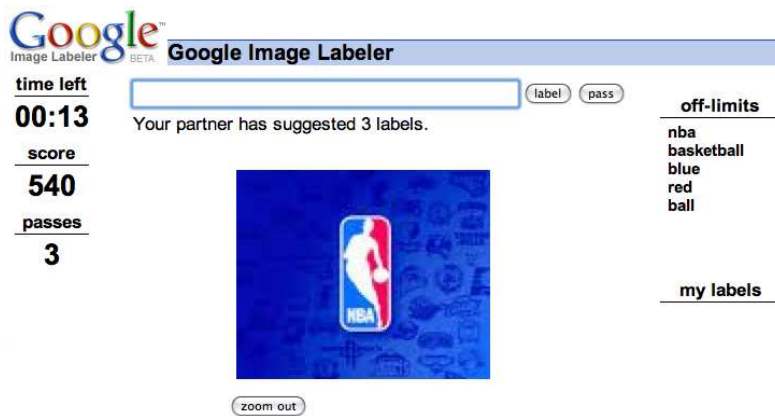 Google™
Image Labeler BETA
Google Image Labeler
time left
00:13
score
540
passes
3
label
pass
Your partner has suggested 3 labels.
NBA
zoom out
off-limits
nba
basketball
blue
red
ball
my labels